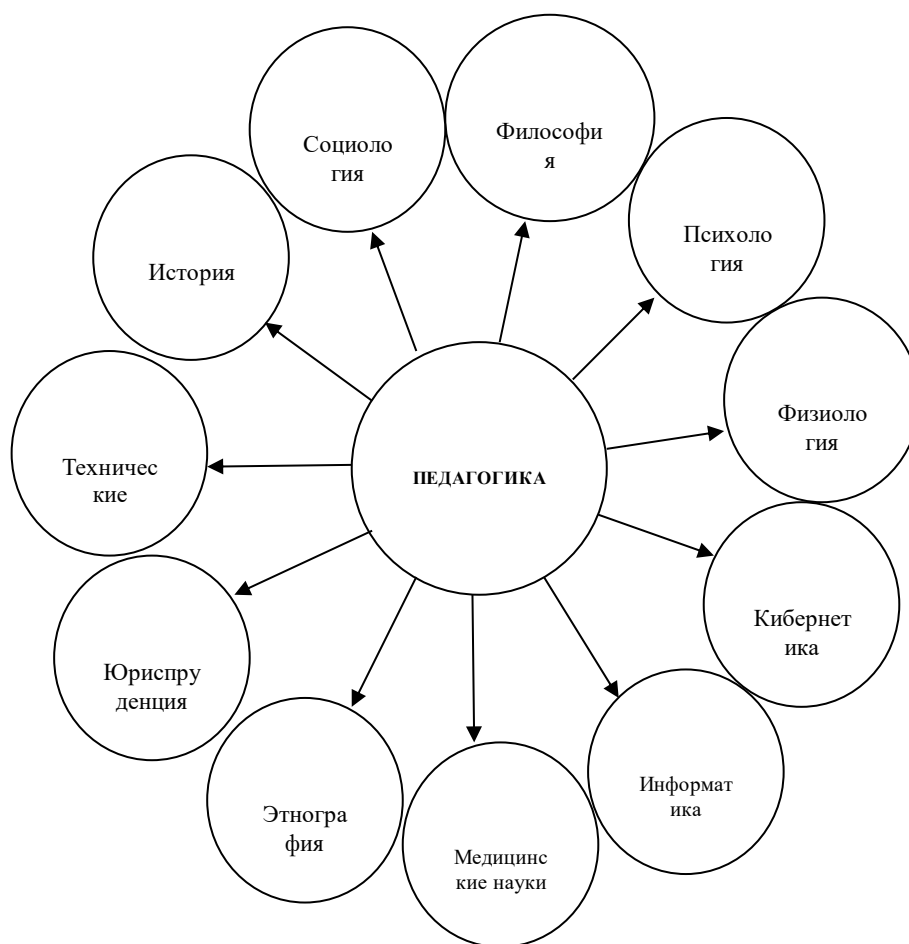 Социоло
гия
Философи
я
Психоло
гия
История
Физиоло
гия
Техничес
кие
ПЕДАГОГИКА
Кибернет
ика
Юриспру
денция
Информат
ика
Этногра
фия
Медицинс
кие науки